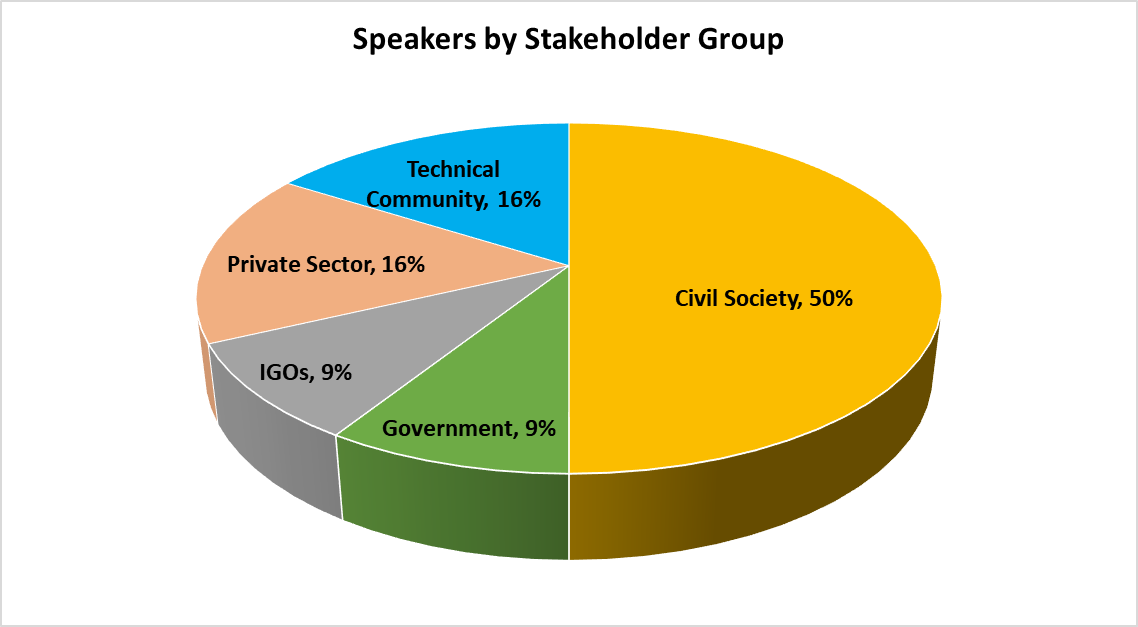 Speakers by Stakeholder Group
Technical
Community, 16%
Private Sector, 16%
Civil Society, 50%
IGOs, 9%
Government, 9%